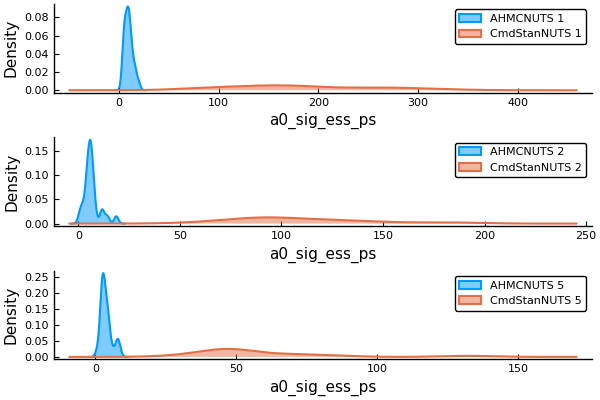 Density
0.08
0.06
0.04
0.02
0.00
AHMCNUTS 1
CmdStanNUTS 1
0 100 200 300 400
a0_sig_ess_ps
Density
0.15
0.10
0.05
0.00
AHMCNUTS 2
CmdStanNUTS 2
0 50 100 150 200 250
a0_sig_ess_ps
Density
0.25
0.20
0.15
0.10
0.05
0.00
AHMCNUTS 5
CmdStanNUTS 5
0 50 100 150
a0_sig_ess_ps